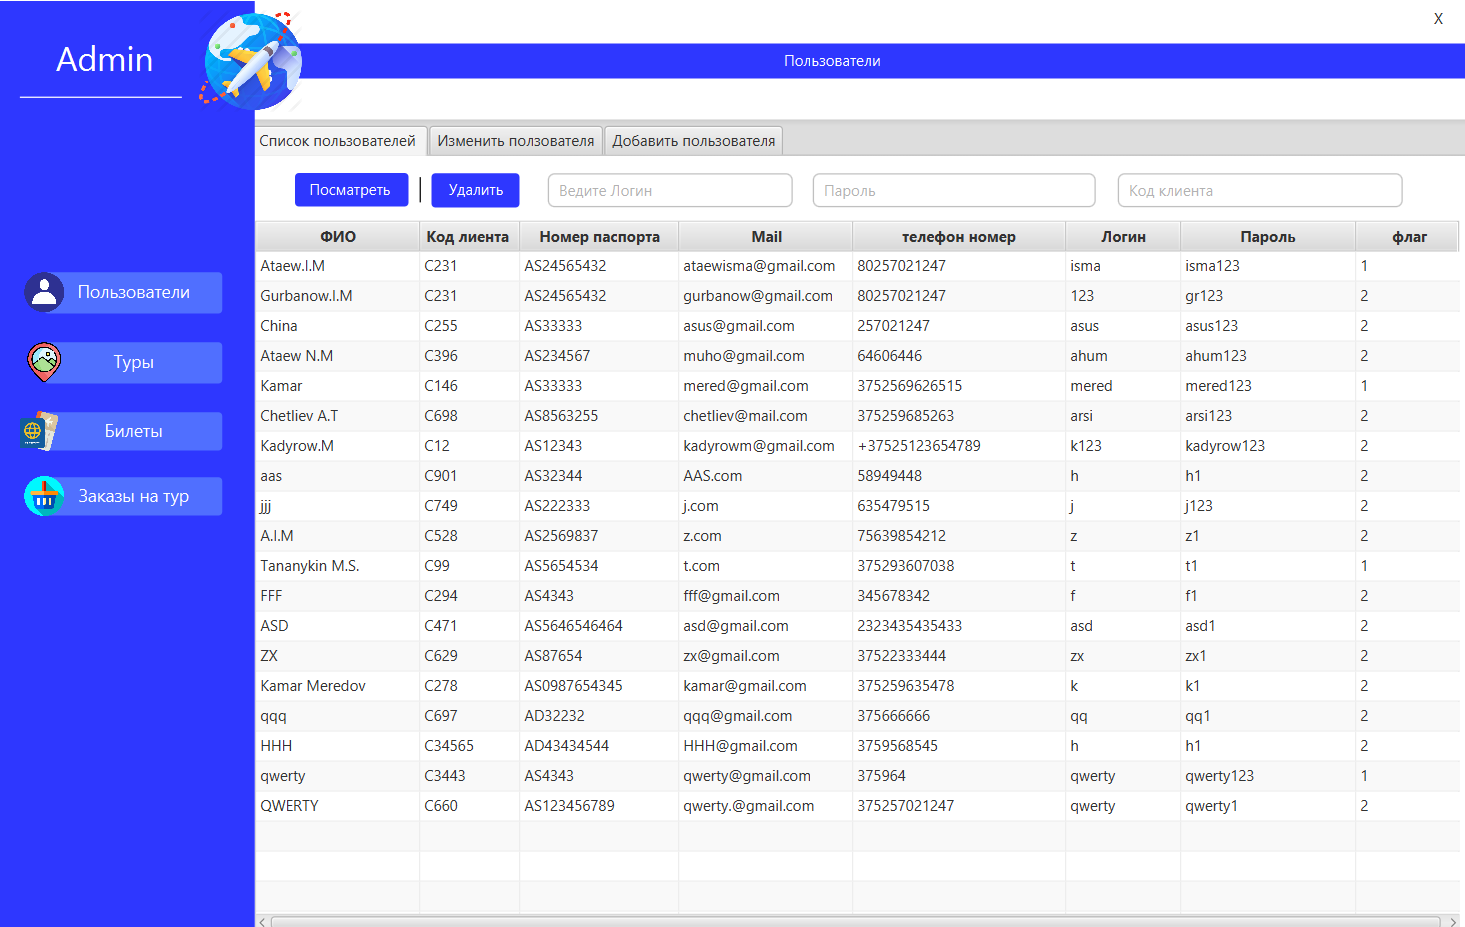 X
Admin
Пользователи
Список пользователей Изменить ползователя Добавить пользователя
Посматреть | Удалить Ведите Логин Пароль Код клиента
ФИО Код лиента Номер паспорта Mail телефон номер Логин Пароль флаг
Ataew.I.M C231 AS24565432 ataewisma@gmail.com 80257021247 isma isma123 1
Gurbanow.I.M C231 AS24565432 gurbanow@gmail.com 80257021247 123 gr123 2
China C255 AS33333 asus@gmail.com 257021247 asus asus123 2
Ataew N.M C396 AS234567 muho@gmail.com 64606446 ahum ahum123 2
Kamar C146 AS33333 mered@gmail.com 3752569626515 mered mered123 1
Chetliev A.T C698 AS8563255 chetliev@mail.com 375259685263 arsi arsi123 2
Kadyrow.M C12 AS12343 kadyrowm@gmail.com +37525123654789 k123 kadyrow123 2
aas C901 AS32344 AAS.com 58949448 h h1 2
jjj C749 AS222333 j.com 635479515 j j123 2
A.I.M C528 AS2569837 z.com 75639854212 z z1 2
Tananykin M.S. C99 AS5654534 t.com 375293607038 t t1 1
FFF C294 AS4343 fff@gmail.com 345678342 f f1 2
ASD C471 AS5646546464 asd@gmail.com 2323435435433 asd asd1 2
ZX C629 AS87654 zx@gmail.com 37522333444 zx zx1 2
Kamar Meredov C278 AS0987654345 kamar@gmail.com 375259635478 k k1 2
qqq C697 AD32232 qqq@gmail.com 375666666 qq qq1 2
HHH C34565 AD43434544 HHH@gmail.com 3759568545 h h1 2
qwerty C3443 AS4343 qwerty@gmail.com 375964 qwerty qwerty123 1
QWERTY C660 AS123456789 qwerty.@gmail.com 375257021247 qwerty qwerty1 2
Пользователи
Туры
Билеты
Заказы на тур